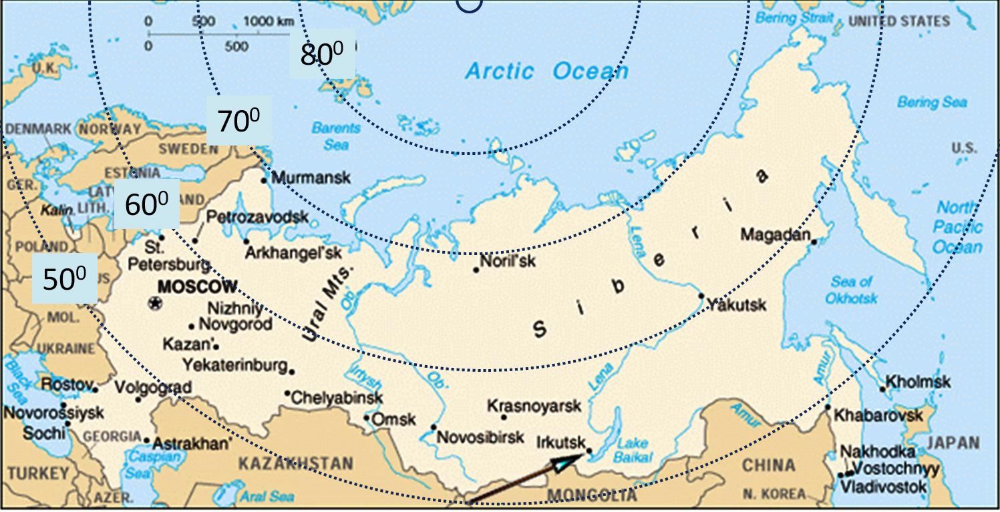 0 500 1000 km
0 500
Bering Strait
UNITED STATES
80⁰
U.K.
Arctic Ocean
Bering Sea
70⁰
DENMARK
NORWAY
Barents
Sea
SWEDEN
U.S.
ESTONIA
GER.
Murmansk
LAT
60⁰
AND
Kalin.
LITH.
Petrozavodsk
North
Pacific
Ocean
POLAND
St.
Petersburg
Arkhangel'sk
Noril'sk
Lena
Magadan
50⁰
US
MOSCOW
Ural Mts.
Ob'
Siberia
Sea of
Okhotsk
Nizhniy
Novgorod
Yakutsk
MOL.
Kazan'
UKRAINE
Yekaterinburg
Irtysh
Ob'
Lena
Amur
Black
Sea
Rostov
Volgograd
Chelyabinsk
Kholmsk
Novorossiysk
Krasnoyarsk
Amur
Khabarovsk
Omsk
Sochi
GEORGIA
Astrakhan'
Novosibirsk
Irkutsk
Lake
Baikal
JAPAN
Caspian
Sea
KAZAKHSTAN
CHINA
Nakhodka
Vostochnyy
TURKEY
Vladivostok
AZER.
Aral Sea
MONGOLIA
N. KOREA